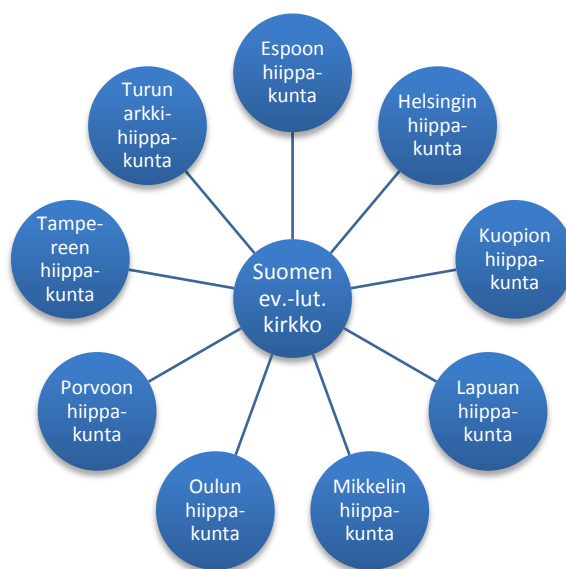 Espoon
hiippa-
kunta
Helsingin
hiippa-
kunta
Kuopion
hiippa-
kunta
Lapuan
hiippa-
kunta
Mikkelin
hiippa-
kunta
Oulun
hiippa-
kunta
Porvoon
hiippa-
kunta
Tampe-
reen
hiippa-
kunta
Turun
arkki-
hiippa-
kunta
Suomen
ev.-lut.
kirkko